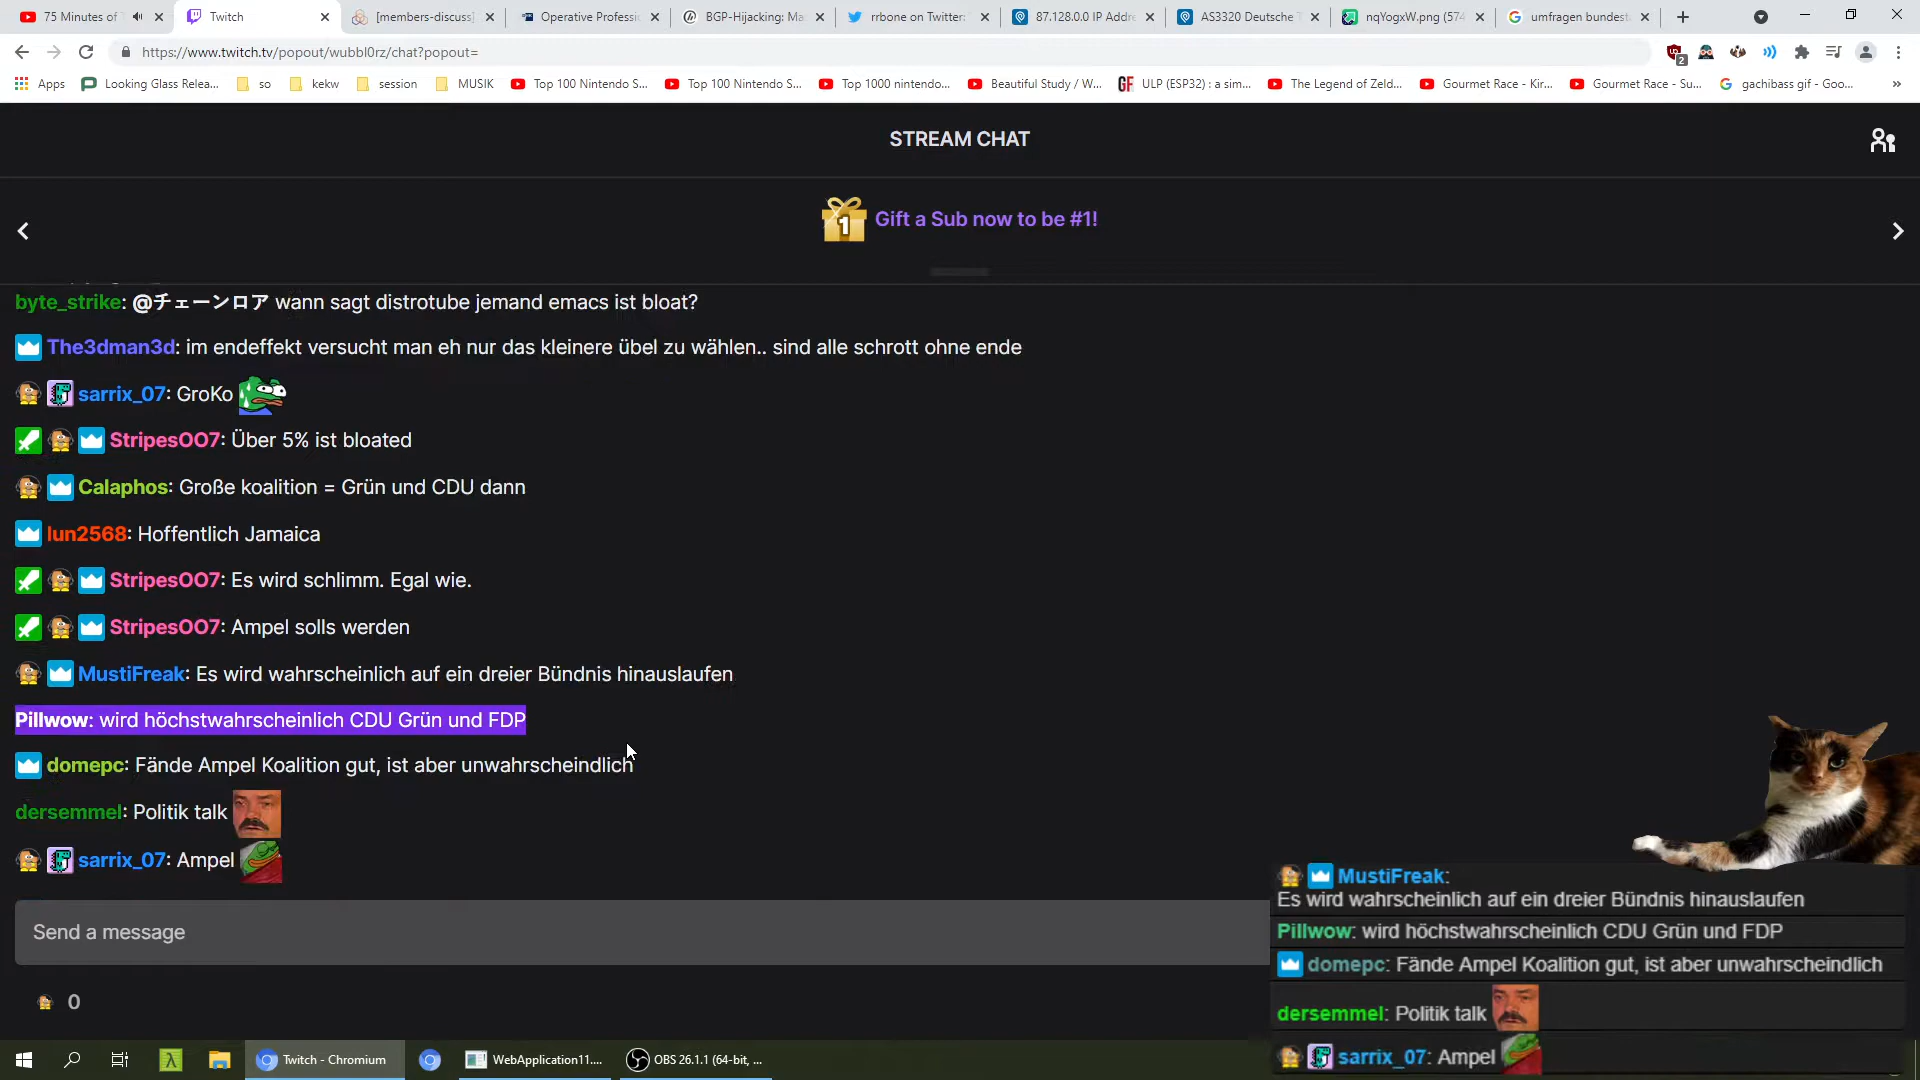 75 Minutes of
Twitch
[members-discuss]
Operative Professi
BGP-Hijacking: Ma
rrbone on Twitter:
87.128.0.0 IP Addre
AS3320 Deutsche T
nqYogxW.png (574
umfragen bundest
https://www.twitch.tv/popout/wubbl0rz/chat?popout=
2
Apps
Looking Glass Relea...
so
kekw
session
MUSIK
Top 100 Nintendo S...
Top 100 Nintendo S...
Top 1000 nintendo...
Beautiful Study / W...
ULP (ESP32) : a sim...
The Legend of Zeld...
Gourmet Race - Kir...
Gourmet Race - Su...
gachibass gif - Goo...
STREAM CHAT
1
Gift a Sub now to be #1!
byte_strike: @チェーンロア wann sagt distrotube jemand emacs ist bloat?
The3dman3d: im endeffekt versucht man eh nur das kleinere übel zu wählen.. sind alle schrott ohne ende
sarrix_07: GroKo
StripesOO7: Über 5% ist bloated
Calaphos: Große koalition = Grün und CDU dann
lun2568: Hoffentlich Jamaica
StripesOO7: Es wird schlimm. Egal wie.
StripesOO7: Ampel solls werden
MustiFreak: Es wird wahrscheinlich auf ein dreier Bündnis hinauslaufen
Pillwow: wird höchstwahrscheinlich CDU Grün und FDP
domepc: Fände Ampel Koalition gut, ist aber unwahrscheindlich
dersemmel: Politik talk
sarrix_07: Ampel
Send a message
0
MustiFreak:
Es wird wahrscheinlich auf ein dreier Bündnis hinauslaufen
Pillwow: wird höchstwahrscheinlich CDU Grün und FDP
domepc: Fände Ampel Koalition gut, ist aber unwahrscheindlich
dersemmel: Politik talk
sarrix_07: Ampel
Twitch - Chromium
WebApplication11....
OBS 26.1.1 (64-bit, ...